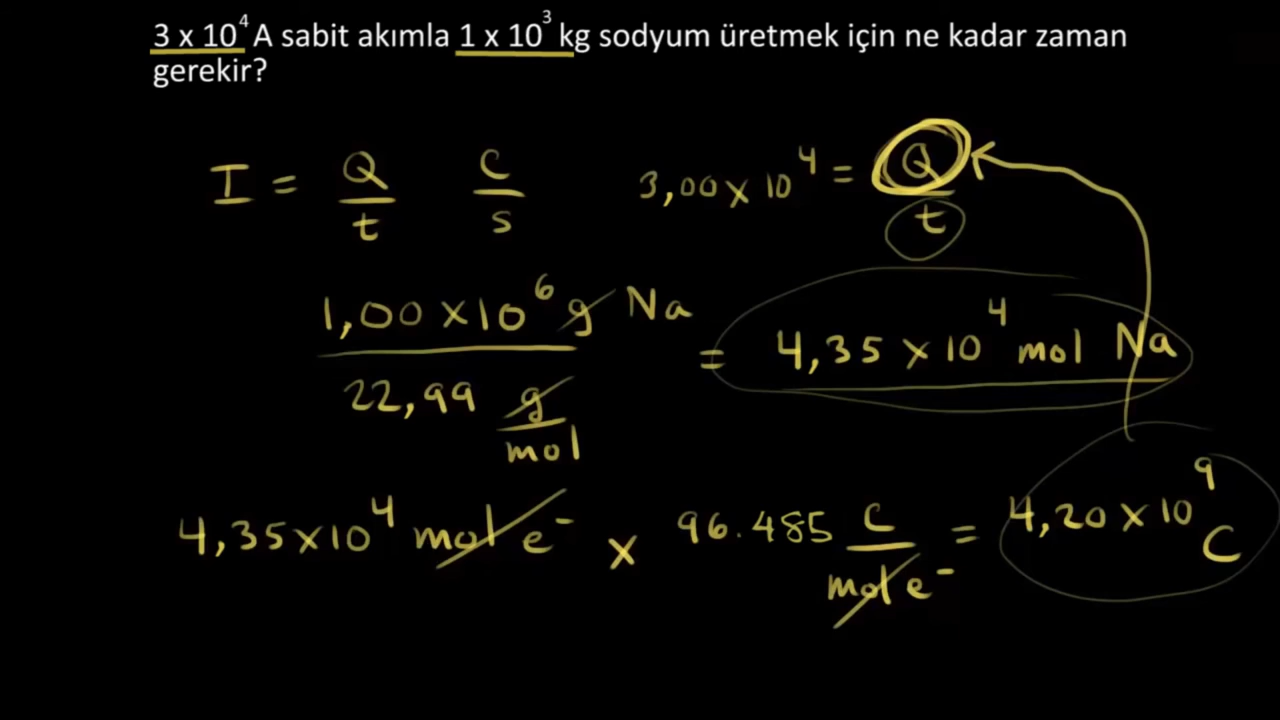 3 x 10⁴ A sabit akımla 1 x 10³ kg sodyum üretmek için ne kadar zaman
gerekir?
I = Q/t C/s 3,00 x 10⁴ = Q/t
1,00 x 10⁶ g Na / 22,99 g/mol = 4,35 x 10⁴ mol Na
4,35 x 10⁴ mol e⁻ x 96.485 C/mol e⁻ = 4,20 x 10⁹ C